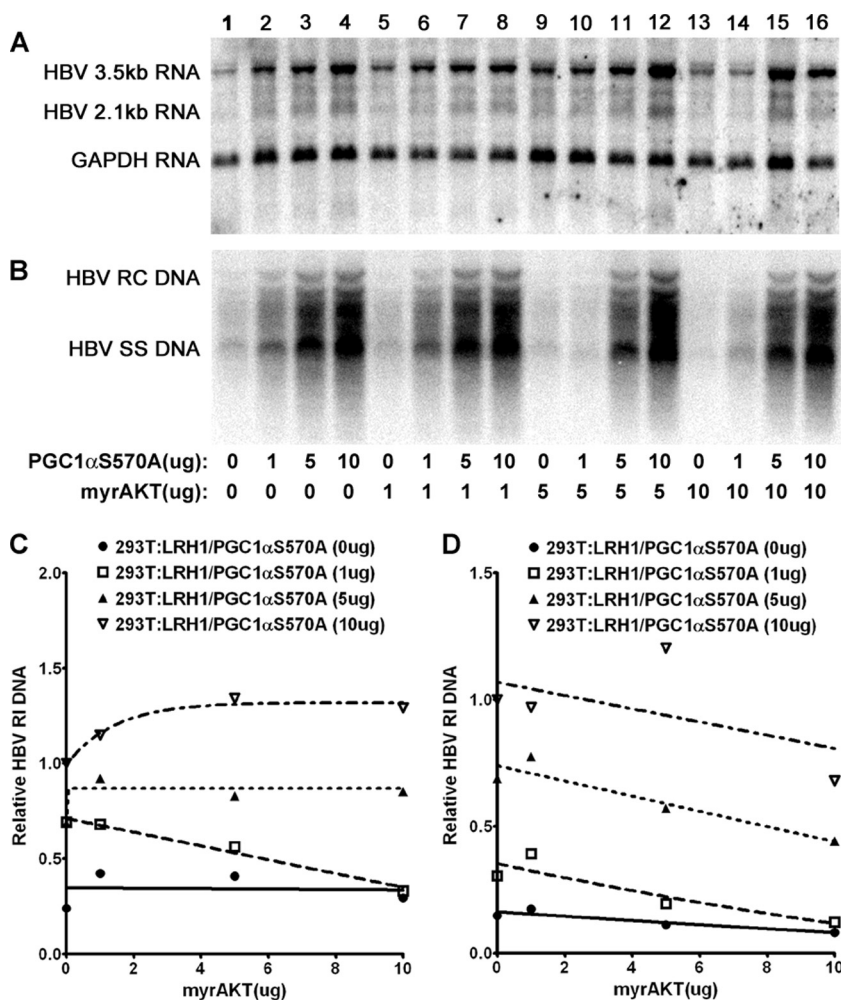 1 2 3 4 5 6 7 8 9 10 11 12 13 14 15 16
A
HBV 3.5kb RNA
HBV 2.1kb RNA
GAPDH RNA
B
HBV RC DNA
HBV SS DNA
PGC1αS570A(ug): 0 1 5 10 0 1 5 10 0 1 5 10 0 1 5 10
myrAKT(ug): 0 0 0 0 1 1 1 1 5 5 5 5 10 10 10 10
C
293T:LRH1/PGC1αS570A (0ug)
293T:LRH1/PGC1αS570A (1ug)
293T:LRH1/PGC1αS570A (5ug)
293T:LRH1/PGC1αS570A (10ug)
2.0
1.5
1.0
0.5
0.0
Relative HBV RI DNA
0 2 4 6 8 10
myrAKT(ug)
D
293T:LRH1/PGC1αS570A (0ug)
293T:LRH1/PGC1αS570A (1ug)
293T:LRH1/PGC1αS570A (5ug)
293T:LRH1/PGC1αS570A (10ug)
1.5
1.0
0.5
0.0
Relative HBV RI DNA
0 2 4 6 8 10
myrAKT(ug)